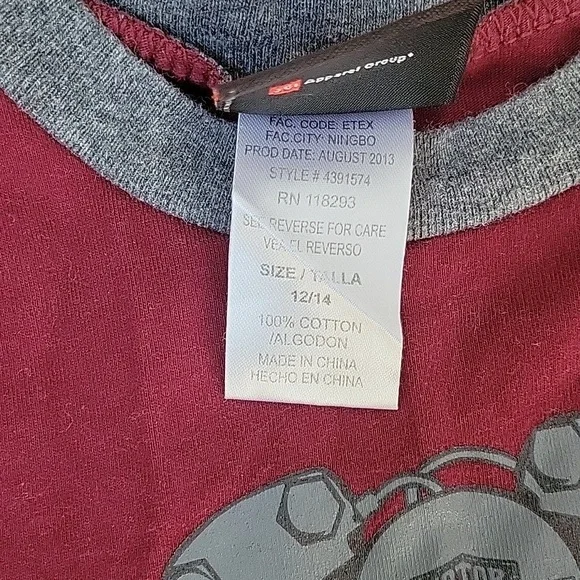 Apparel Group
FAC. CODE: ETEX
FAC.CITY: NINGBO
PROD DATE: AUGUST 2013
STYLE # 4391574
RN 118293
SEE REVERSE FOR CARE
VEA EL REVERSO
SIZE / TALLA
12/14
100% COTTON
/ALGODON
MADE IN CHINA
HECHO EN CHINA
MOTOR